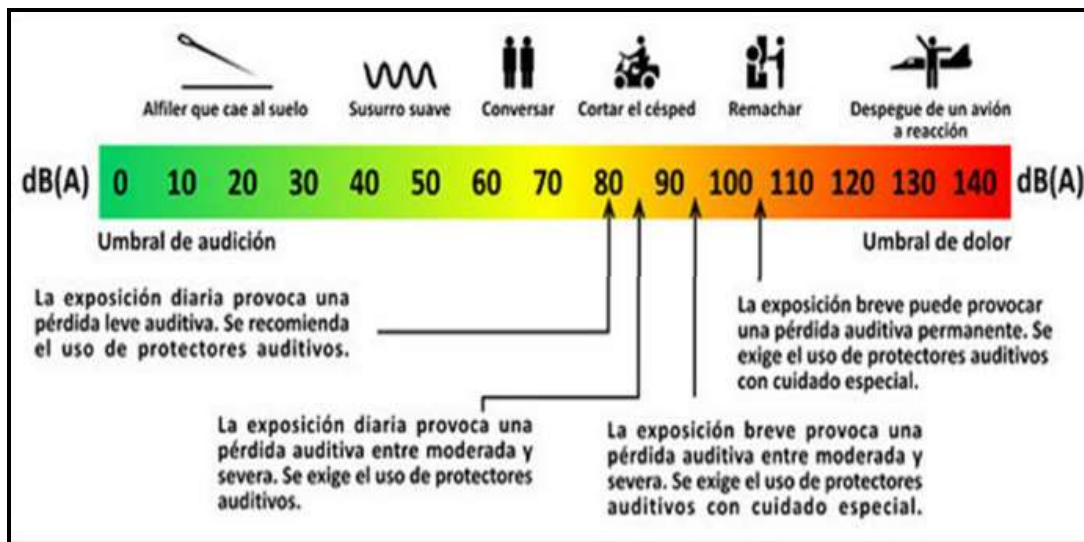 Alfiler que cae al suelo
Susurro suave
Conversar
Cortar el césped
Remachar
Despegue de un avión
a reacción
dB(A) 0 10 20 30 40 50 60 70 80 90 100 110 120 130 140 dB(A)
Umbral de audición
Umbral de dolor
La exposición diaria provoca una
pérdida leve auditiva. Se recomienda
el uso de protectores auditivos.
La exposición breve puede provocar
una pérdida auditiva permanente. Se
exige el uso de protectores auditivos
con cuidado especial.
La exposición diaria provoca una
pérdida auditiva entre moderada y
severa. Se exige el uso de protectores
auditivos.
La exposición breve provoca una
pérdida auditiva entre moderada y
severa. Se exige el uso de protectores
auditivos con cuidado especial.